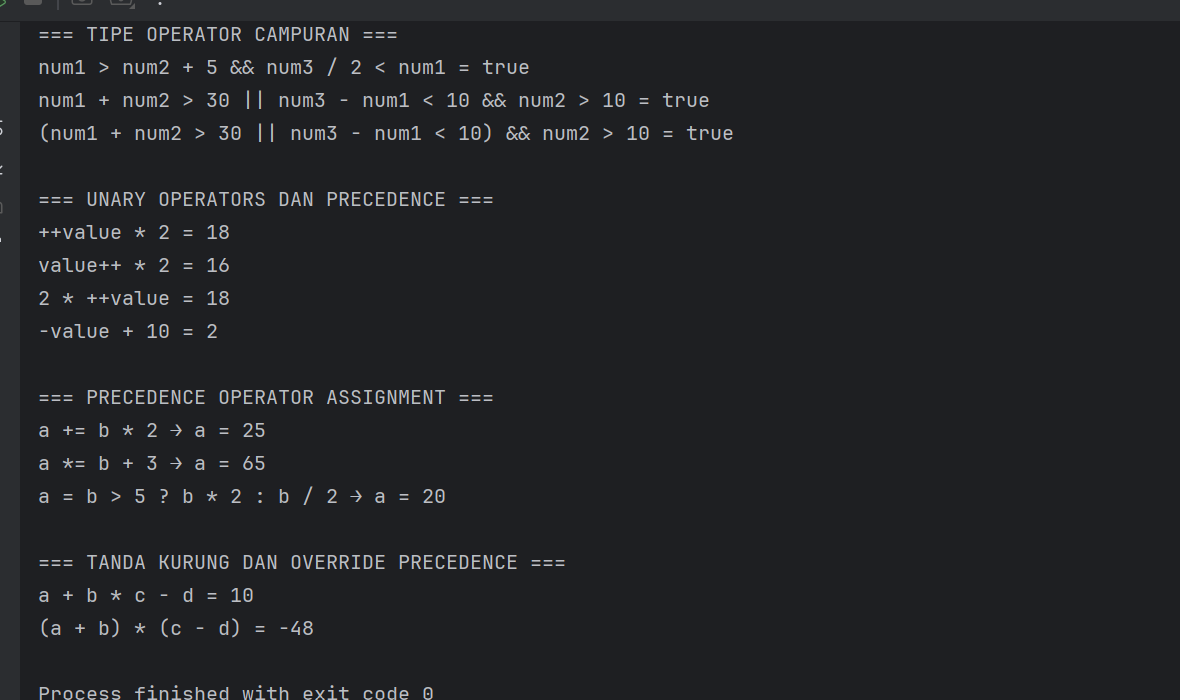 === TIPE OPERATOR CAMPURAN ===
num1 > num2 + 5 && num3 / 2 < num1 = true
num1 + num2 > 30 || num3 - num1 < 10 && num2 > 10 = true
(num1 + num2 > 30 || num3 - num1 < 10) && num2 > 10 = true
=== UNARY OPERATORS DAN PRECEDENCE ===
++value * 2 = 18
value++ * 2 = 16
2 * ++value = 18
-value + 10 = 2
=== PRECEDENCE OPERATOR ASSIGNMENT ===
a += b * 2 → a = 25
a *= b + 3 → a = 65
a = b > 5 ? b * 2 : b / 2 → a = 20
=== TANDA KURUNG DAN OVERRIDE PRECEDENCE ===
a + b * c - d = 10
(a + b) * (c - d) = -48
Process finished with exit code 0